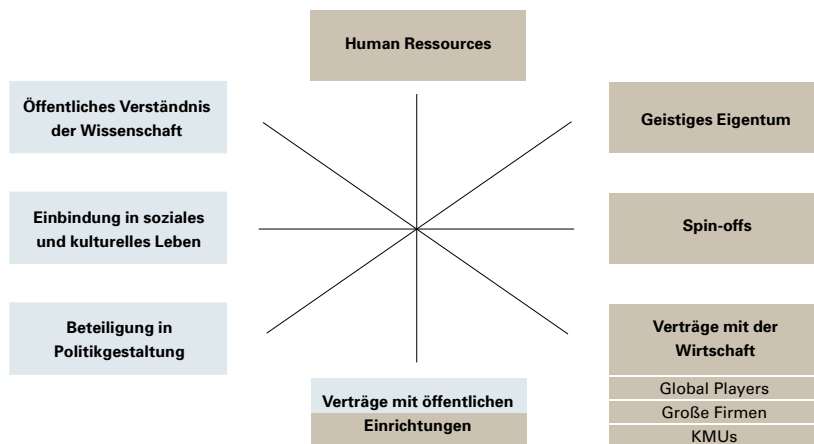 Human Ressources
Öffentliches Verständnis
der Wissenschaft
Geistiges Eigentum
Einbindung in soziales
und kulturelles Leben
Spin-offs
Beteiligung in
Politikgestaltung
Verträge mit der
Wirtschaft
Global Players
Große Firmen
KMUs
Verträge mit öffentlichen
Einrichtungen